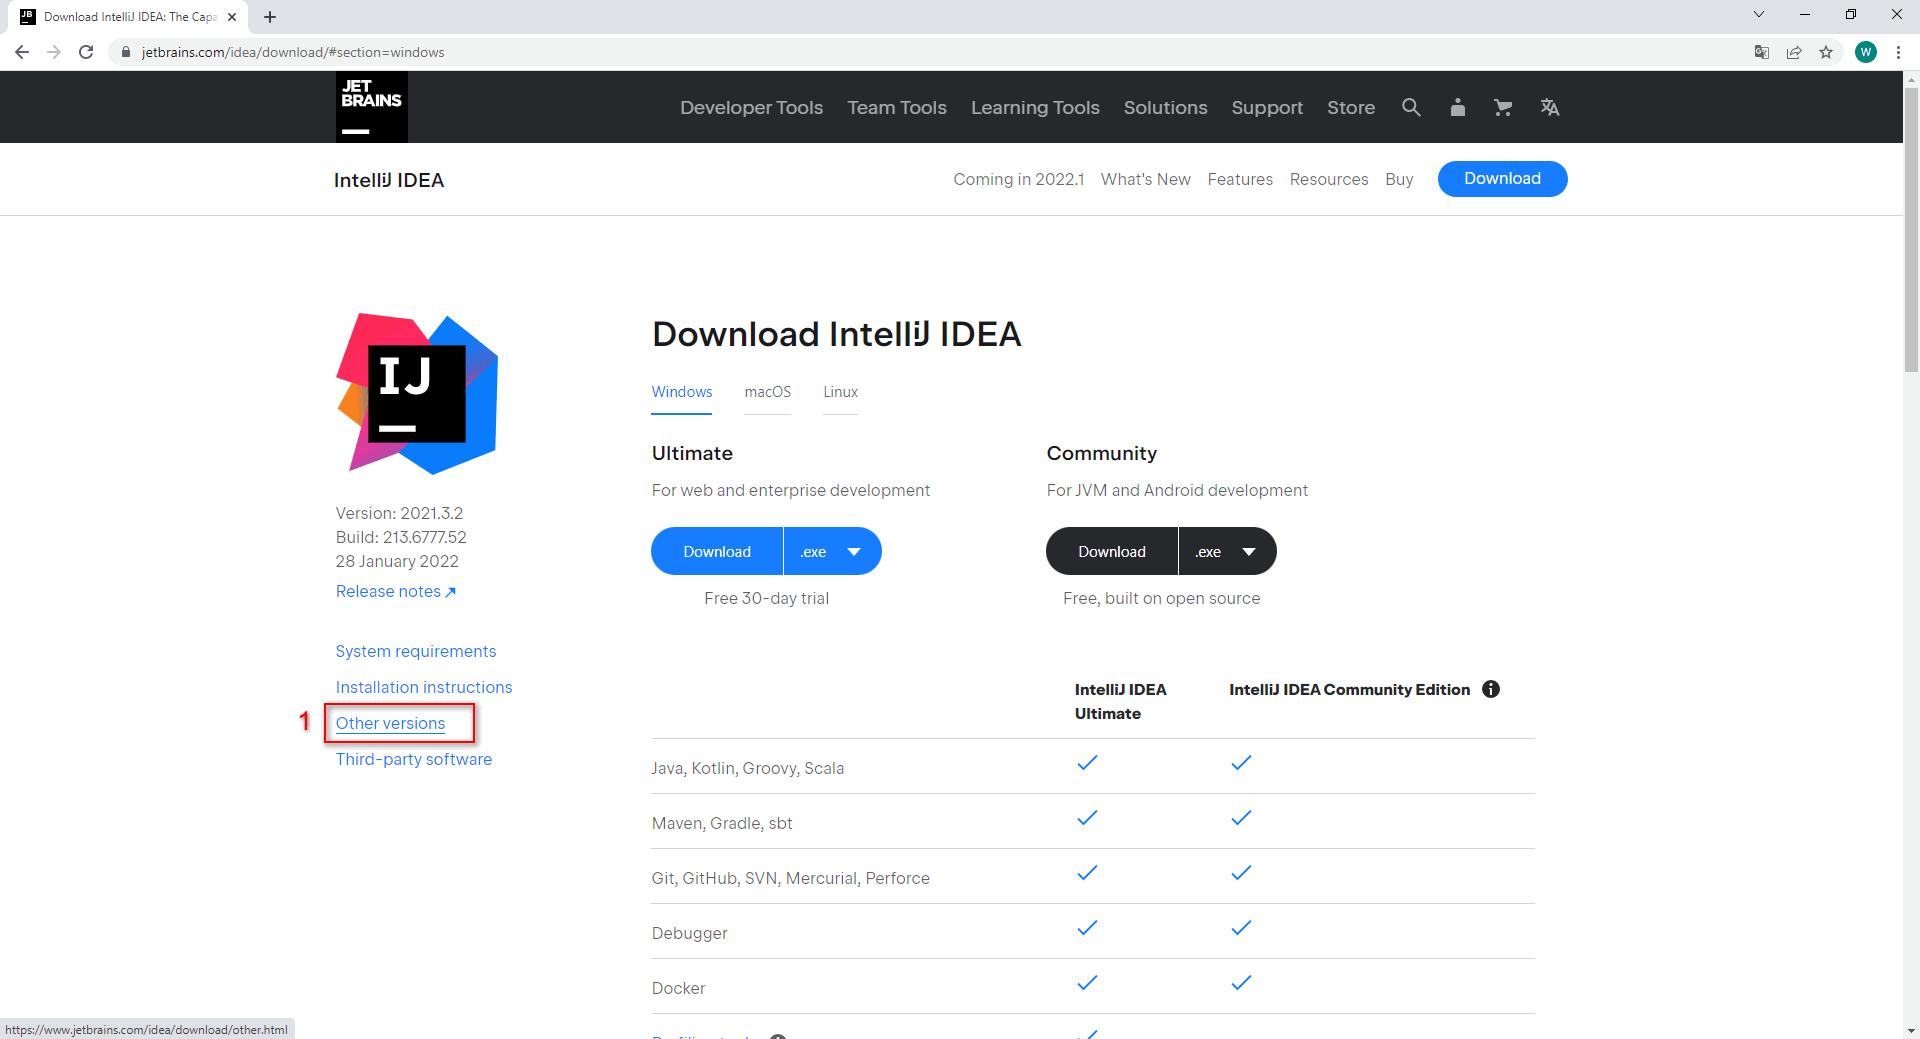 JB
Download IntelliJ IDEA: The Capa
jetbrains.com/idea/download/#section=windows
W
JET
BRAINS
Developer Tools Team Tools Learning Tools Solutions Support Store
IntelliJ IDEA
Coming in 2022.1 What's New Features Resources Buy Download
IJ
Version: 2021.3.2
Build: 213.6777.52
28 January 2022
Release notes
System requirements
Installation instructions
1
Other versions
Third-party software
Download IntelliJ IDEA
Windows macOS Linux
Ultimate
For web and enterprise development
Download .exe
Free 30-day trial
Community
For JVM and Android development
Download .exe
Free, built on open source
IntelliJ IDEA
Ultimate
IntelliJ IDEA Community Edition
Java, Kotlin, Groovy, Scala
Maven, Gradle, sbt
Git, GitHub, SVN, Mercurial, Perforce
Debugger
Docker
https://www.jetbrains.com/idea/download/other.html